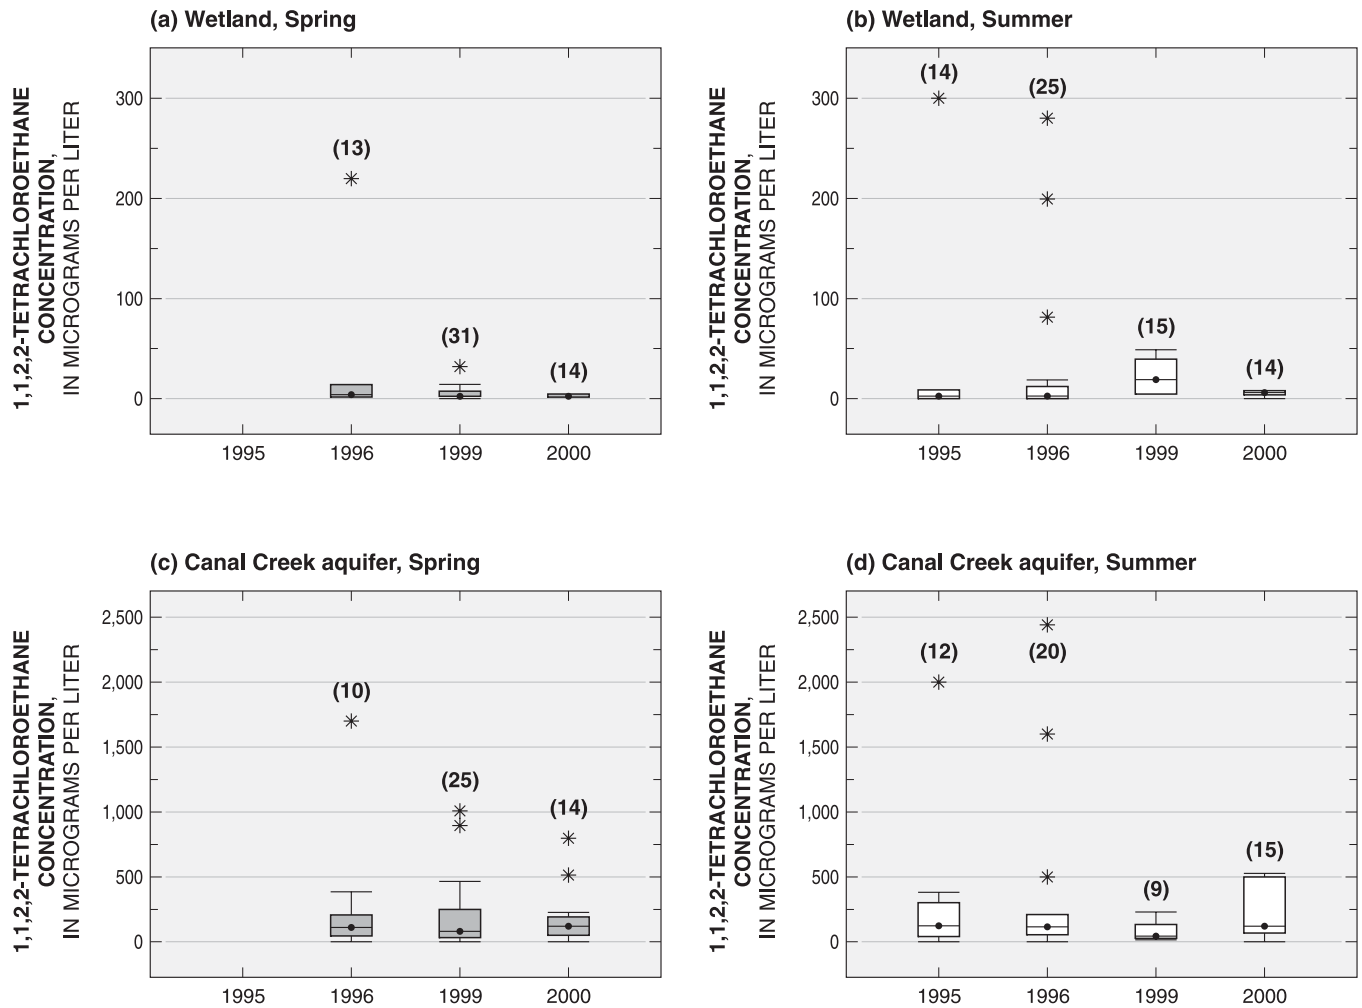 (a) Wetland, Spring
1,1,2,2-TETRACHLOROETHANE
CONCENTRATION,
IN MICROGRAMS PER LITER
300
200
100
0
(13)
(31)
(14)
1995 1996 1999 2000
(b) Wetland, Summer
1,1,2,2-TETRACHLOROETHANE
CONCENTRATION,
IN MICROGRAMS PER LITER
300
200
100
0
(14)
(25)
(15)
(14)
1995 1996 1999 2000
(c) Canal Creek aquifer, Spring
1,1,2,2-TETRACHLOROETHANE
CONCENTRATION,
IN MICROGRAMS PER LITER
2,500
2,000
1,500
1,000
500
0
(10)
(25)
(14)
1995 1996 1999 2000
(d) Canal Creek aquifer, Summer
1,1,2,2-TETRACHLOROETHANE
CONCENTRATION,
IN MICROGRAMS PER LITER
2,500
2,000
1,500
1,000
500
0
(12)
(20)
(9)
(15)
1995 1996 1999 2000